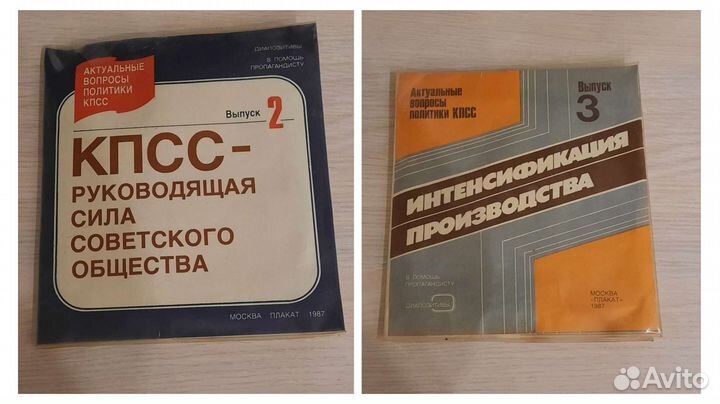 АКТУАЛЬНЫЕ
ВОПРОСЫ
ПОЛИТИКИ
КПСС
ДИАПОЗИТИВЫ
В ПОМОЩЬ
ПРОПАГАНДИСТУ
Выпуск 2
КПСС-
РУКОВОДЯЩАЯ
СИЛА
СОВЕТСКОГО
ОБЩЕСТВА
МОСКВА ПЛАКАТ 1987
Актуальные
вопросы
политики КПСС
Выпуск
3
ИНТЕНСИФИКАЦИЯ
ПРОИЗВОДСТВА
В ПОМОЩЬ
ПРОПАГАНДИСТУ
ДИАПОЗИТИВЫ
МОСКВА
«ПЛАКАТ»
1987
Avito